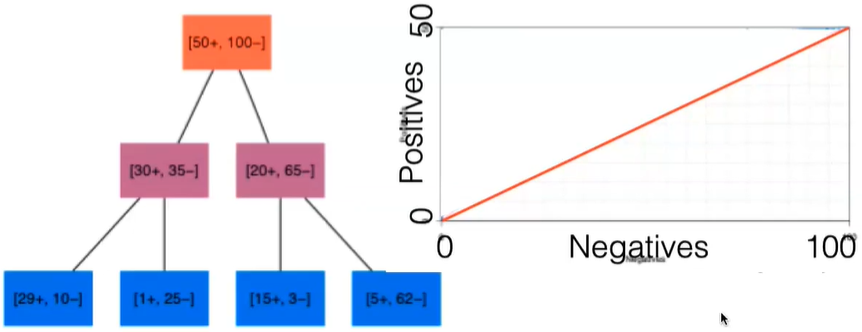 [50+, 100−]
[30+, 35−] [20+, 65−]
[29+, 10−] [1+, 25−] [15+, 3−] [5+, 62−]
50
Positives
0
0 Negatives 100
Negatives